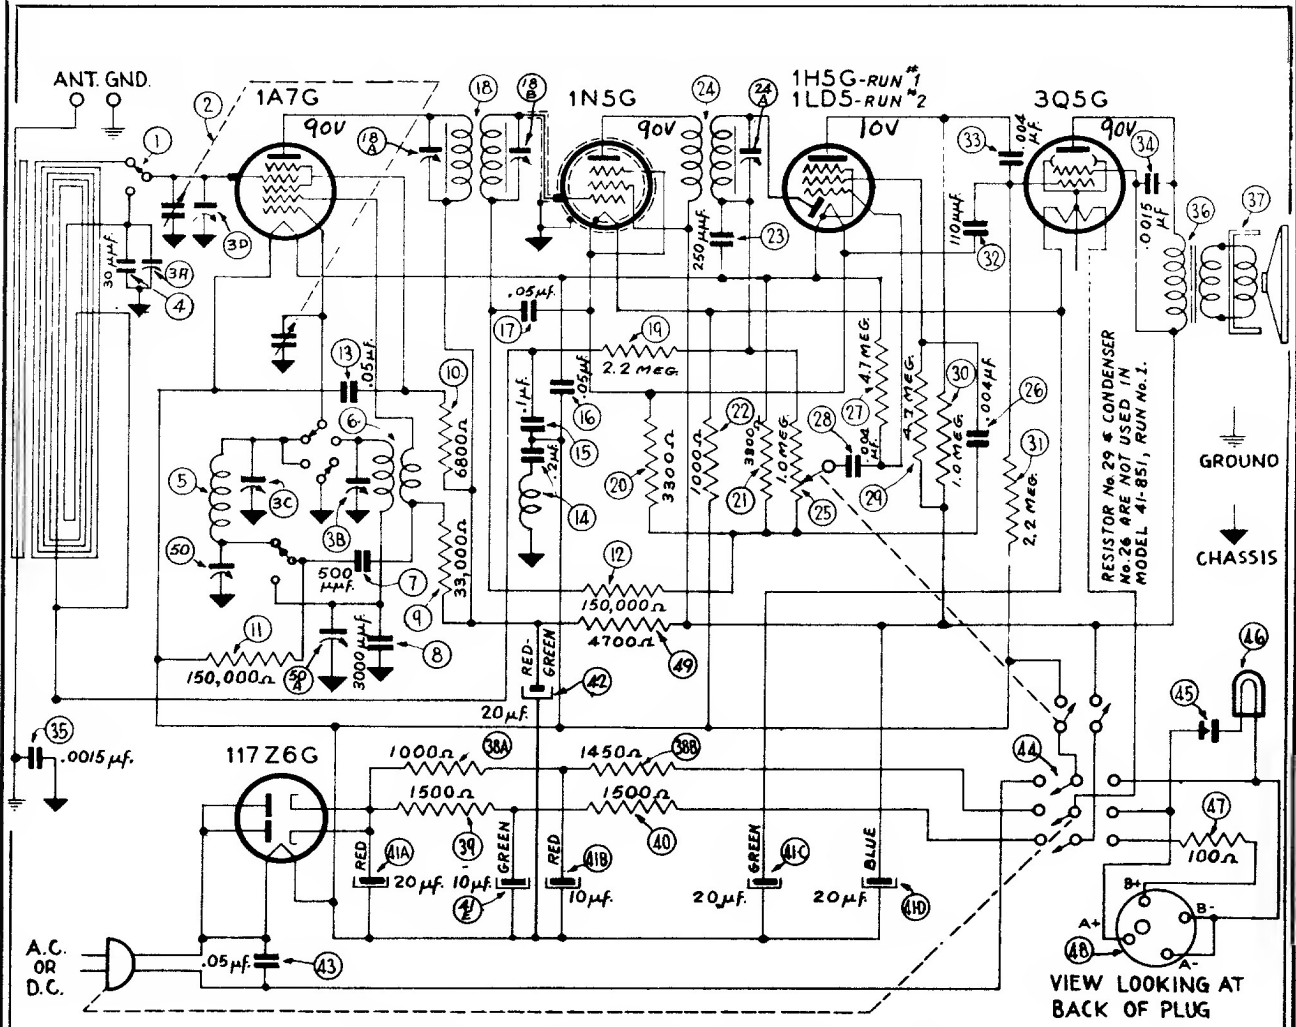 ANT. GND.
1
2
1A7G
90V
18
18B
18A
1N5G
90V
24
24A
1H5G-RUN #1
1LD5-RUN #2
10V
3Q5G
90V
33
.004 μf.
34
.0015 μf
36
37
3D
3A
30 μμf.
4
250 μμf.
23
110 μμf.
32
.05 μf.
17
19
2.2 MEG.
13
.05 μf.
10
6800Ω
6
5
3C
3B
.1 μf.
15
.2 μf.
14
.05 μf.
16
20
3300Ω
22
1000Ω
21
3300Ω
1.0 MEG.
25
28
27
4.7 MEG.
29
4.7 MEG.
30
1.0 MEG.
26
.004 μf.
31
2.2 MEG.
RESISTOR No. 29 & CONDENSER
No. 26 ARE NOT USED IN
MODEL 41-851, RUN No. 1.
GROUND
CHASSIS
50
500 μμf.
7
9
33,000Ω
12
150,000Ω
4700Ω
49
11
150,000Ω
50A
3000 μμf.
8
RED-
GREEN
42
20 μf.
35
.0015 μf.
117Z6G
1000Ω
38A
1450Ω
38B
1500Ω
39
1500Ω
40
44
45
46
47
100Ω
RED
41A
20 μf.
GREEN
10 μf.
41E
RED
41B
10 μf.
GREEN
41C
20 μf.
BLUE
41D
20 μf.
B+
B-
A+
A-
48
A.C.
OR
D.C.
.05 μf.
43
VIEW LOOKING AT
BACK OF PLUG